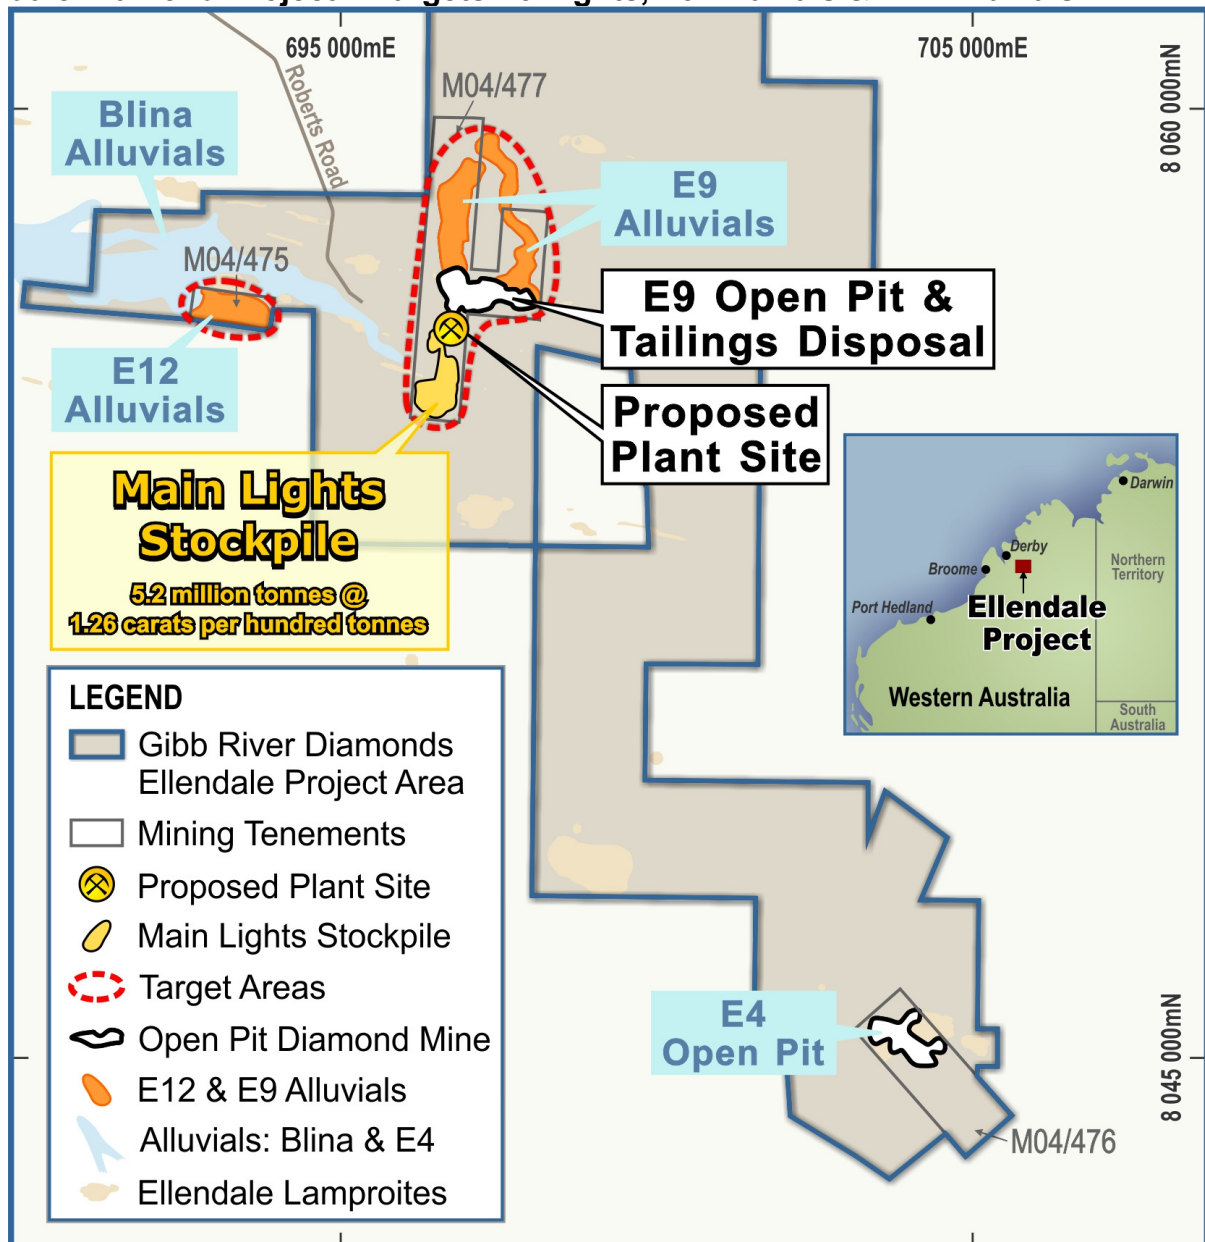 695 000mE
705 000mE
8 060 000mN
M04/477
Roberts Road
Blina
Alluvials
E9
Alluvials
M04/475
E9 Open Pit &
Tailings Disposal
E12
Alluvials
Proposed
Plant Site
Main Lights
Stockpile
5.2 million tonnes @
1.26 carats per hundred tonnes
Darwin
Derby
Broome
Northern
Territory
Port Hedland
Ellendale
Project
Western Australia
South
Australia
LEGEND
Gibb River Diamonds
Ellendale Project Area
Mining Tenements
Proposed Plant Site
Main Lights Stockpile
Target Areas
Open Pit Diamond Mine
E12 & E9 Alluvials
Alluvials: Blina & E4
Ellendale Lamproites
E4
Open Pit
8 045 000mN
M04/476